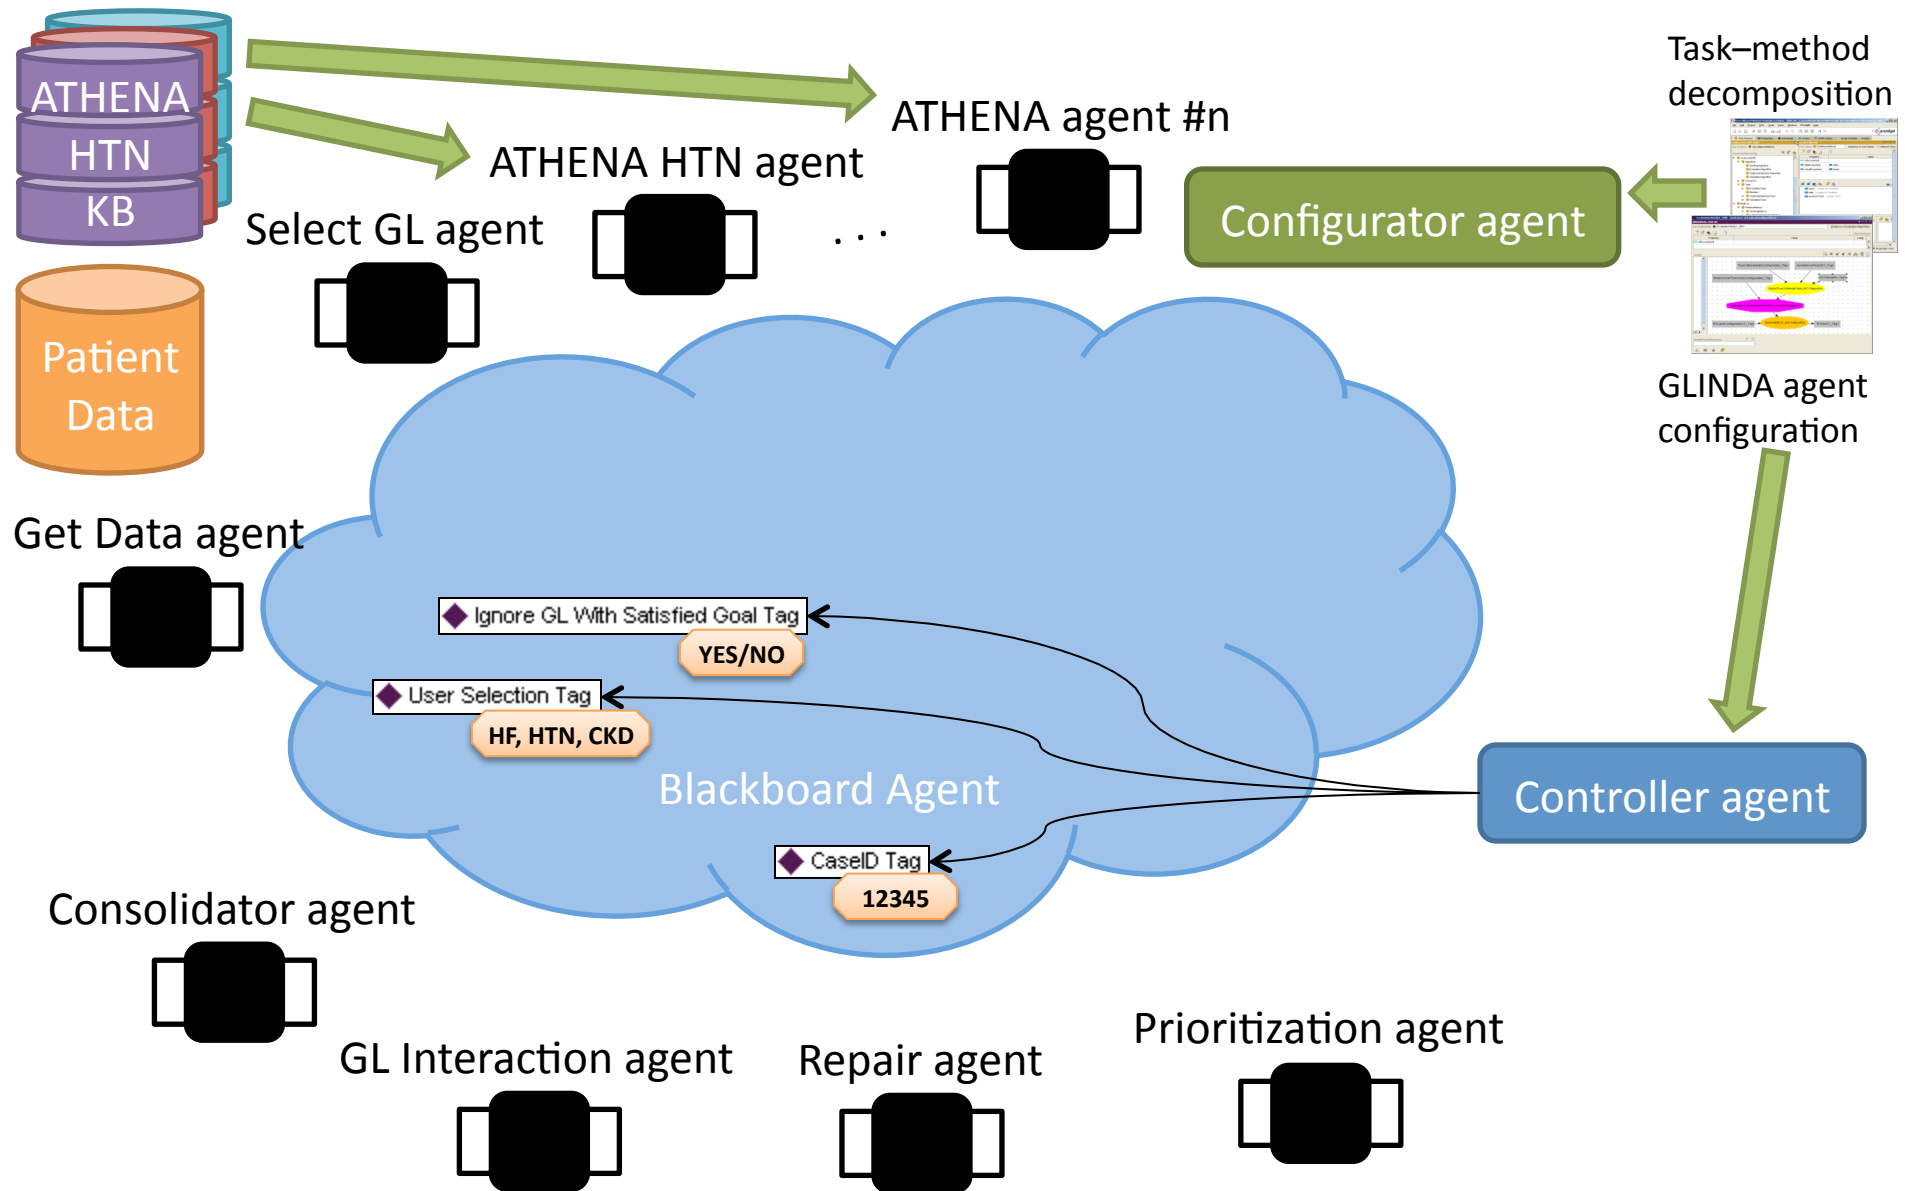 ATHENA
HTN
KB
Patient
Data
Select GL agent
ATHENA HTN agent
. . .
ATHENA agent #n
Configurator agent
Task–method
decomposition
GLINDA agent
configuration
Get Data agent
Ignore GL With Satisfied Goal Tag
YES/NO
User Selection Tag
HF, HTN, CKD
Blackboard Agent
Controller agent
CaseID Tag
12345
Consolidator agent
GL Interaction agent
Repair agent
Prioritization agent